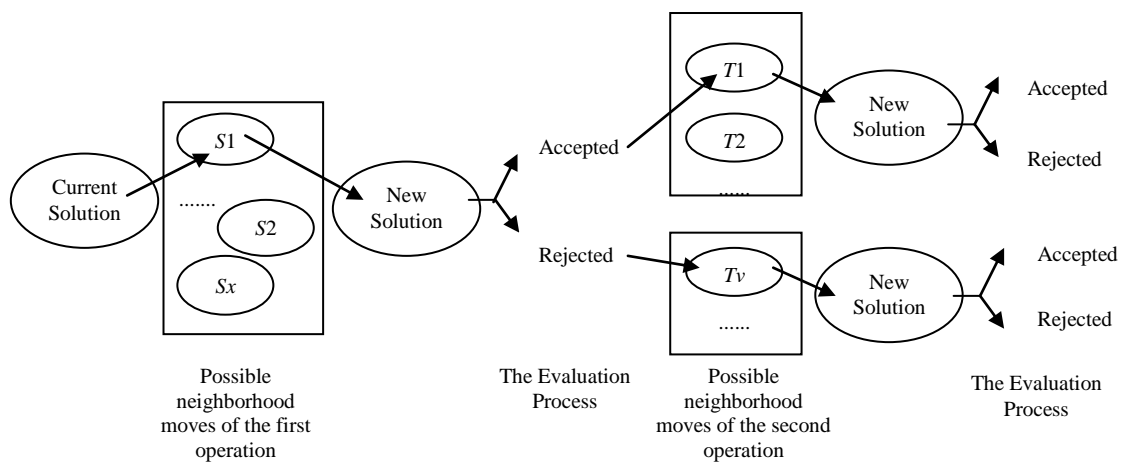 Current
Solution
S1
.......
S2
Sx
New
Solution
Accepted
Rejected
T1
T2
......
New
Solution
Accepted
Rejected
Tv
......
New
Solution
Accepted
Rejected
Possible
neighborhood
moves of the first
operation
The Evaluation
Process
Possible
neighborhood
moves of the second
operation
The Evaluation
Process